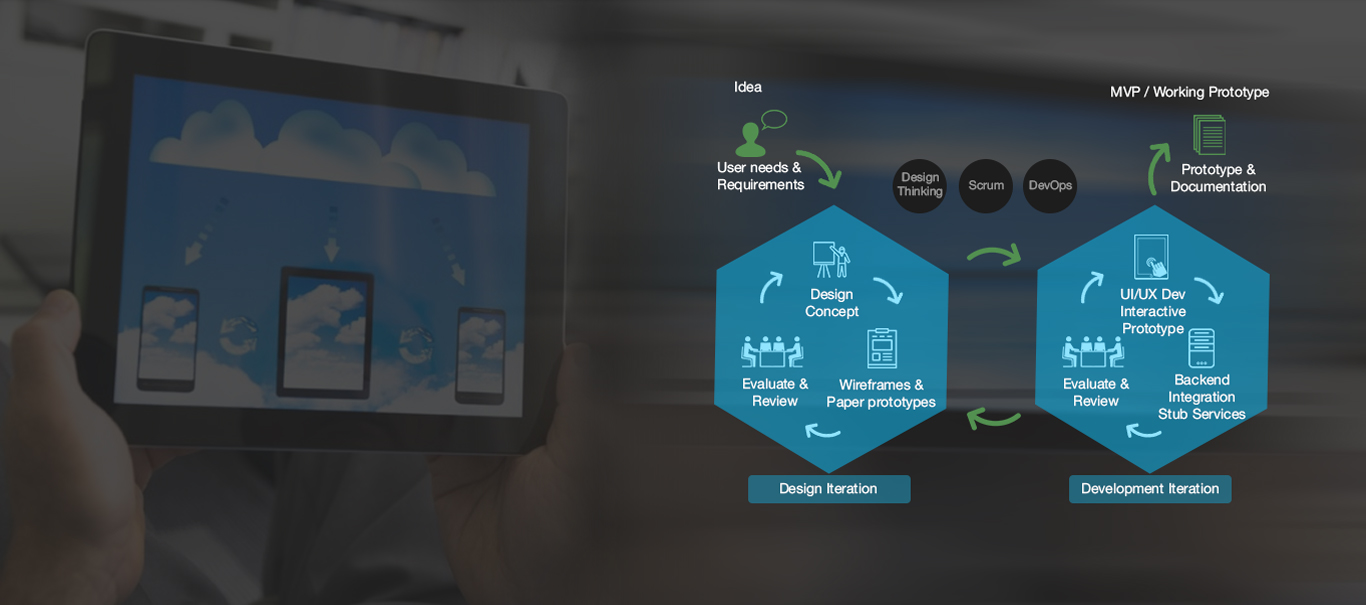 Idea
User needs &
Requirements
Design
Thinking
Scrum
DevOps
MVP / Working Prototype
Prototype &
Documentation
Design
Concept
Evaluate &
Review
Wireframes &
Paper prototypes
Design Iteration
UI/UX Dev
Interactive
Prototype
Evaluate &
Review
Backend
Integration
Stub Services
Development Iteration